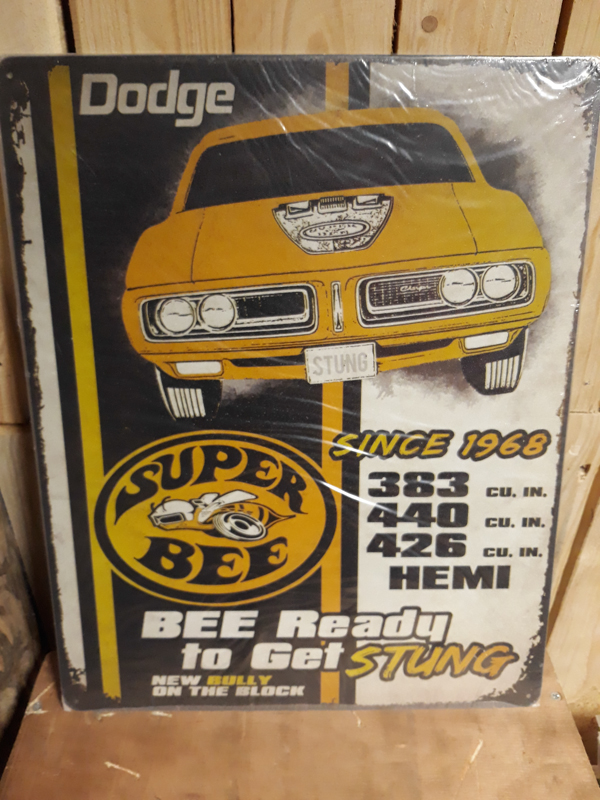 Dodge
Charger
STUNG
SINCE 1968
SUPER
BEE
383 CU. IN.
440 CU. IN.
426 CU. IN.
HEMI
BEE Ready
to Get STUNG
NEW BULLY
ON THE BLOCK